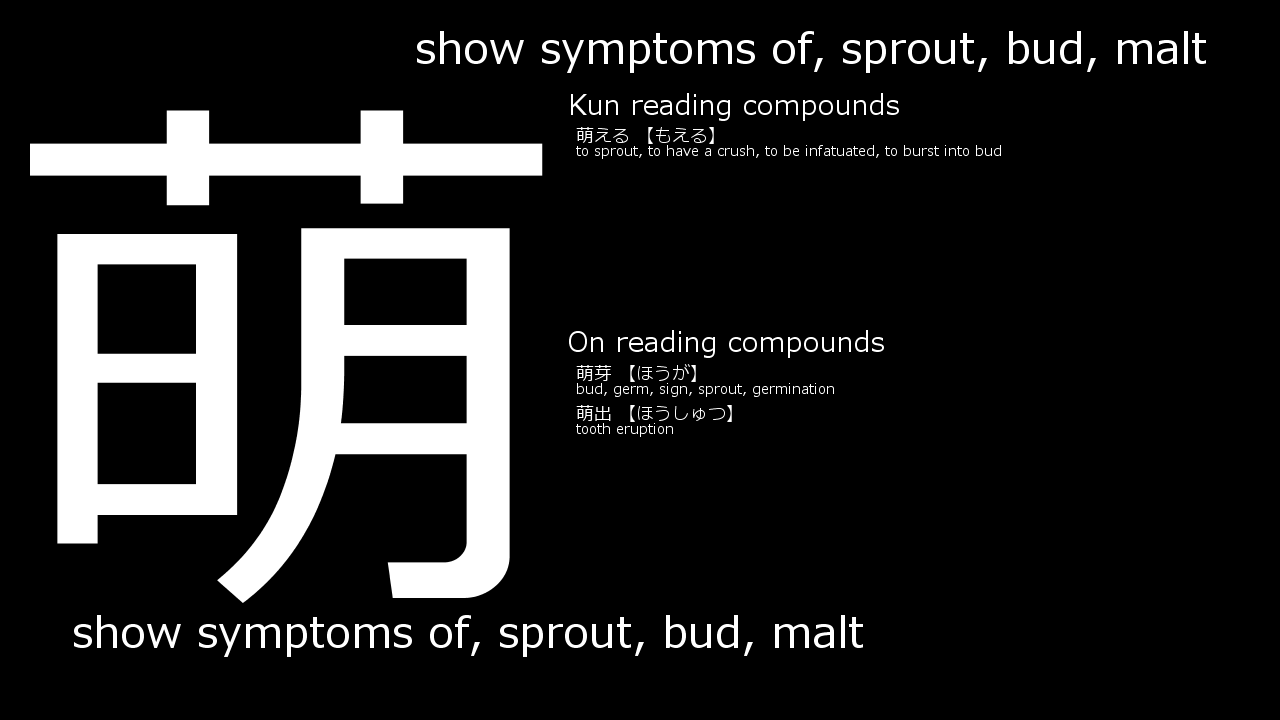 show symptoms of, sprout, bud, malt
萌
Kun reading compounds
萌える 【もえる】
to sprout, to have a crush, to be infatuated, to burst into bud
On reading compounds
萌芽 【ほうが】
bud, germ, sign, sprout, germination
萌出 【ほうしゅつ】
tooth eruption
show symptoms of, sprout, bud, malt